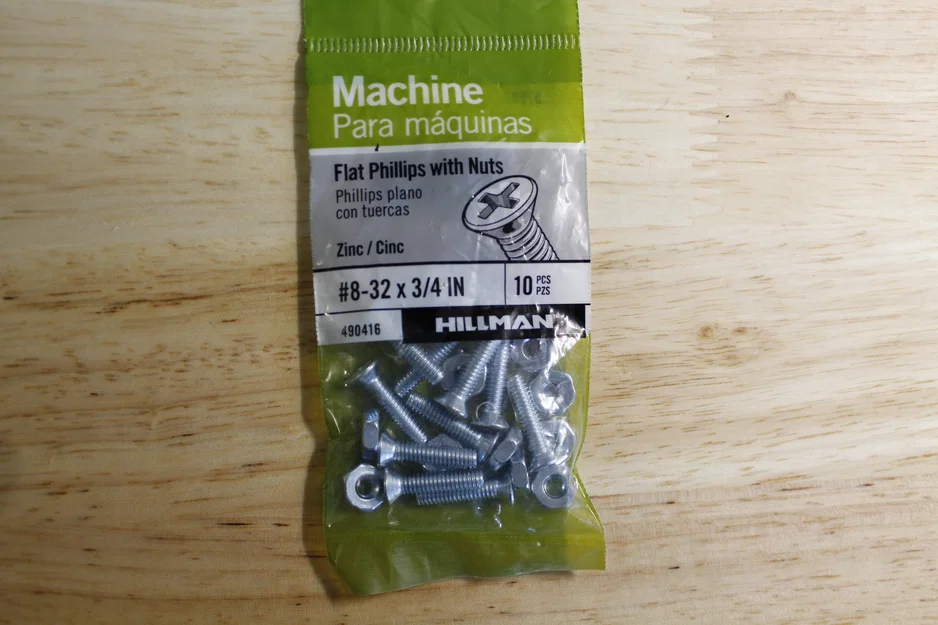 Machine
Para máquinas
Flat Phillips with Nuts
Phillips plano
con tuercas
Zinc / Cinc
#8-32 x 3/4 IN
10 PCS
PZS
490416
HILLMAN